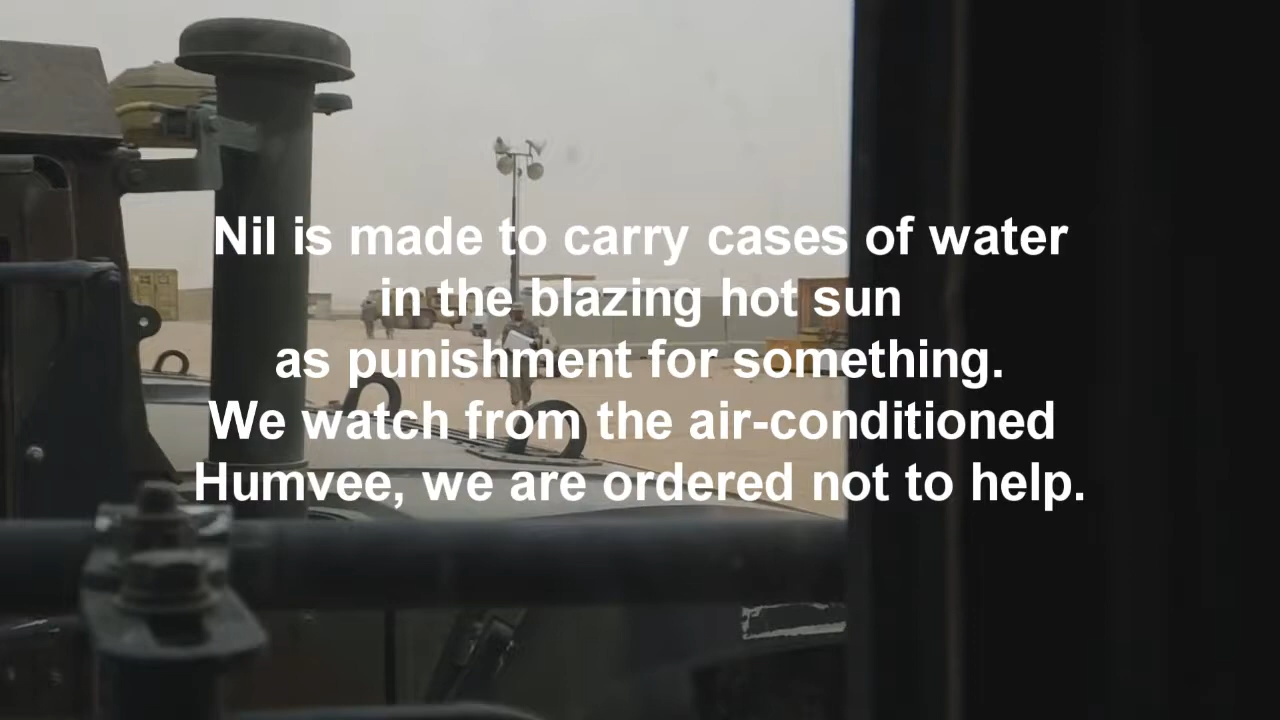 Nil is made to carry cases of water
in the blazing hot sun
as punishment for something.
We watch from the air-conditioned
Humvee, we are ordered not to help.